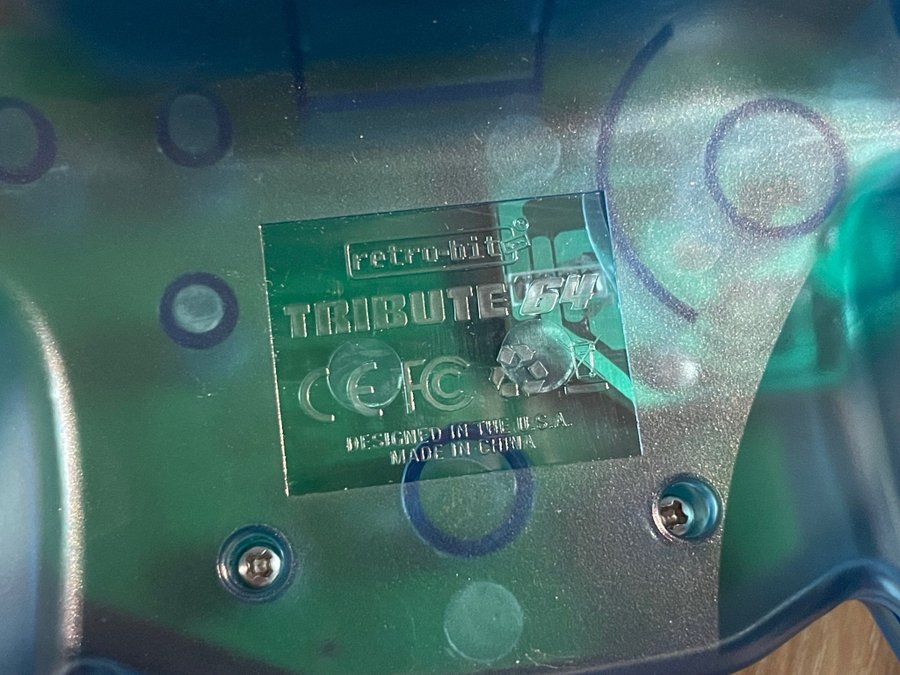 retro-bit
TRIBUTE 64
CE FC
DESIGNED IN THE U.S.A.
MADE IN CHINA